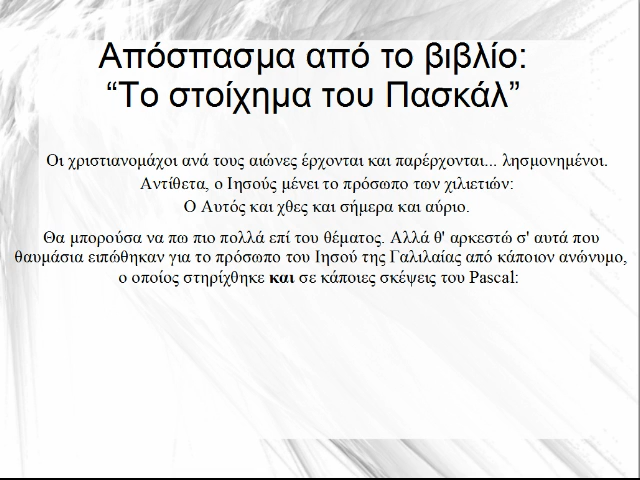 Απόσπασμα από το βιβλίο:
“Το στοίχημα του Πασκάλ”
Οι χριστιανομάχοι ανά τους αιώνες έρχονται και παρέρχονται... λησμονημένοι.
Αντίθετα, ο Ιησούς μένει το πρόσωπο των χιλιετιών:
Ο Αυτός και χθες και σήμερα και αύριο.
Θα μπορούσα να πω πιο πολλά επί του θέματος. Αλλά θ' αρκεστώ σ' αυτά που
θαυμάσια ειπώθηκαν για το πρόσωπο του Ιησού της Γαλιλαίας από κάποιον ανώνυμο,
ο οποίος στηρίχθηκε και σε κάποιες σκέψεις του Pascal: